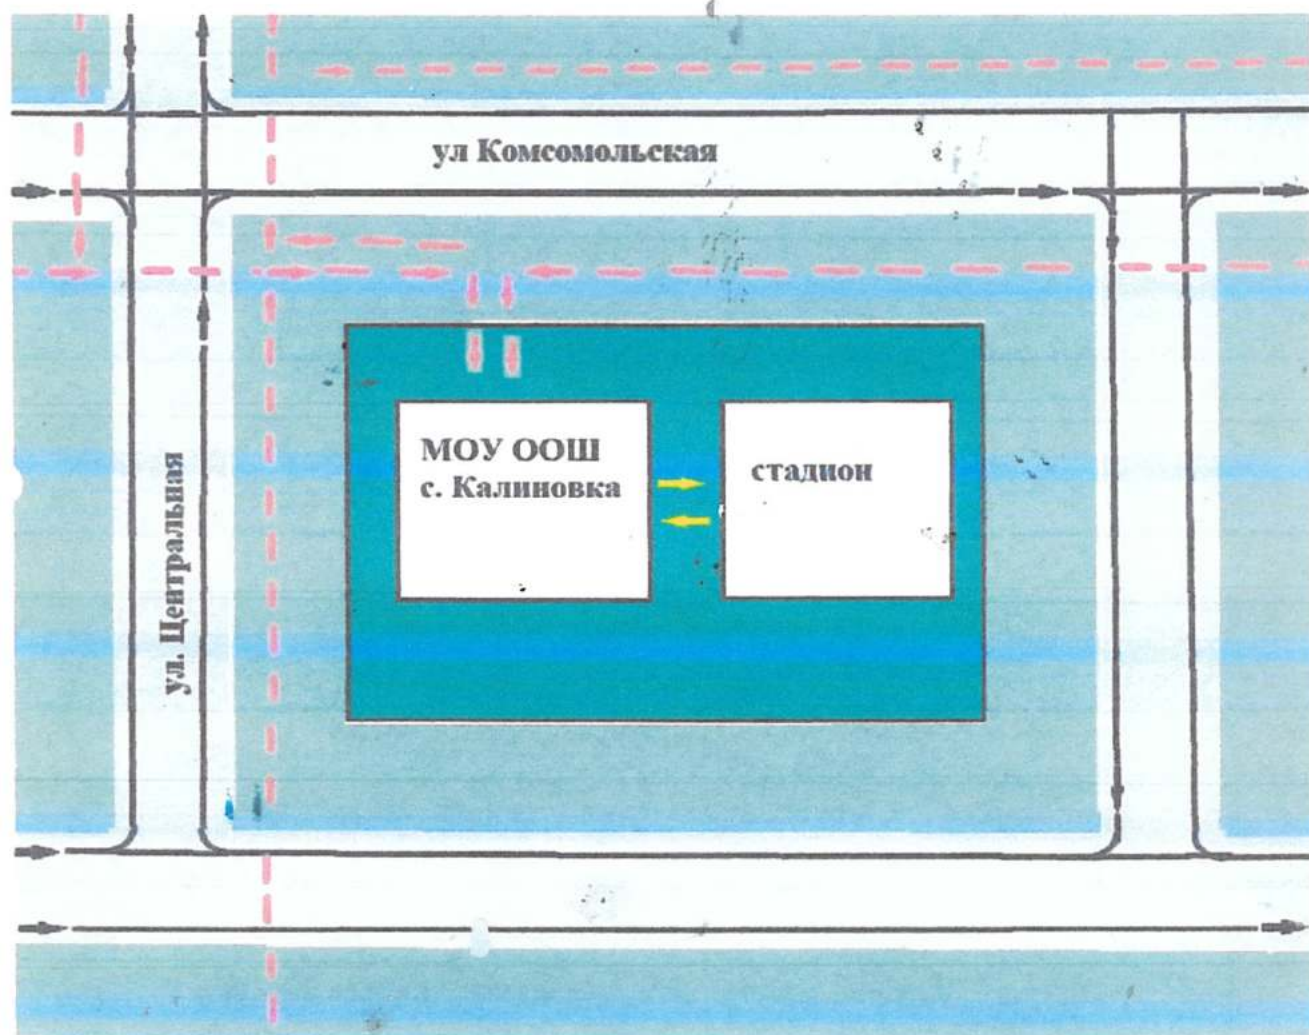 ул Комсомольская
МОУ ООШ
с. Калиновка
стадион
ул. Центральная